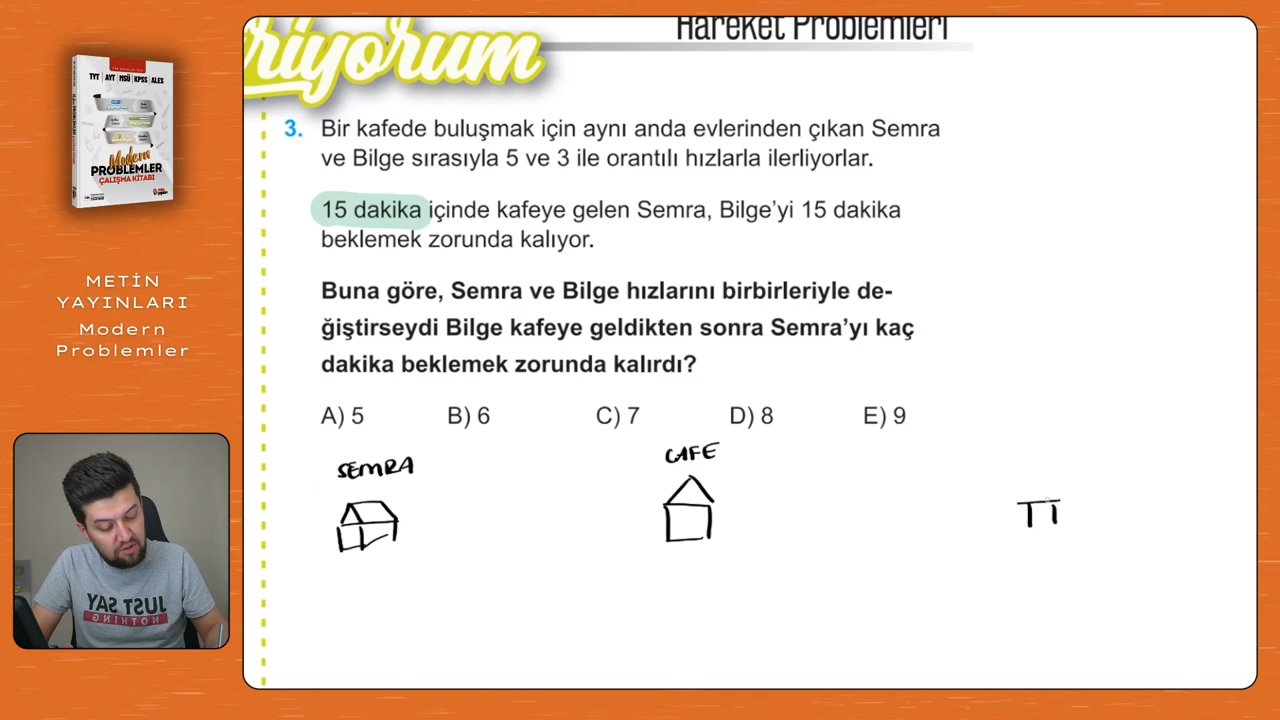 riyorum
Hareket Problemleri
TYT | AYT | MSÜ | KPSS | ALES
Modern
PROBLEMLER
ÇALIŞMA KİTABI
METİN
YAYINLARI
Modern
Problemler
3. Bir kafede buluşmak için aynı anda evlerinden çıkan Semra
ve Bilge sırasıyla 5 ve 3 ile orantılı hızlarla ilerliyorlar.
15 dakika içinde kafeye gelen Semra, Bilge’yi 15 dakika
beklemek zorunda kalıyor.
Buna göre, Semra ve Bilge hızlarını birbirleriyle de-
ğiştirseydi Bilge kafeye geldikten sonra Semra’yı kaç
dakika beklemek zorunda kalırdı?
A) 5 B) 6 C) 7 D) 8 E) 9
SEMRA
CAFE
JUST SAY
NOTHING